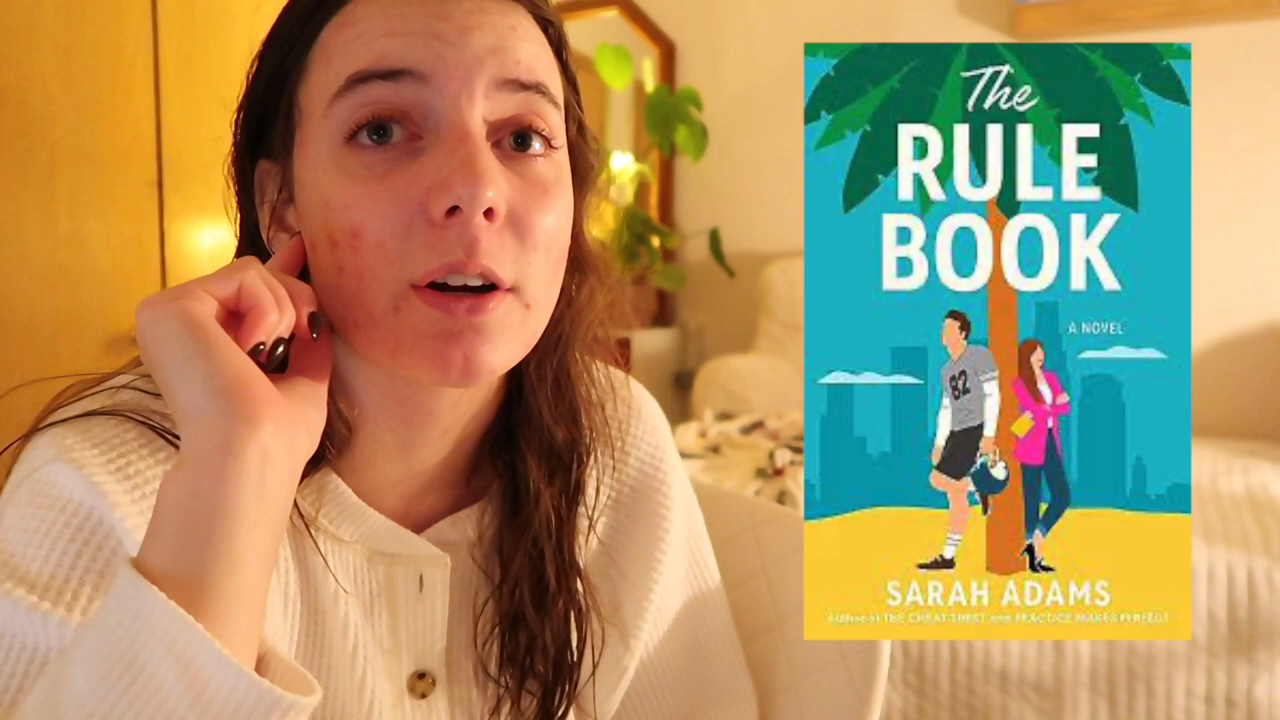 The
RULE
BOOK
A NOVEL
82
SARAH ADAMS
Author of THE CHEAT SHEET and PRACTICE MAKES PERFECT